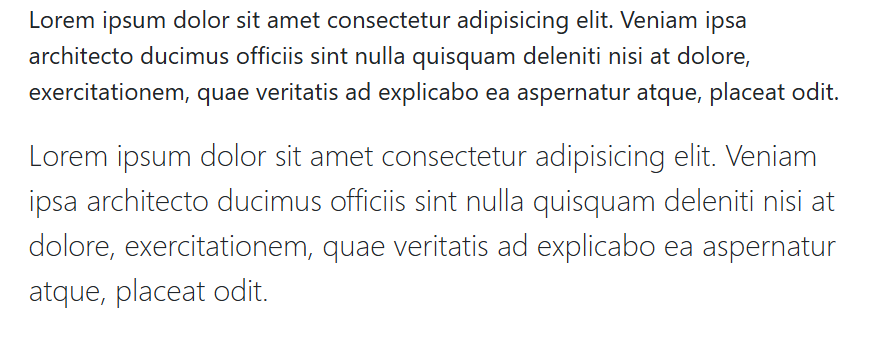 Lorem ipsum dolor sit amet consectetur adipisicing elit. Veniam ipsa
architecto ducimus officiis sint nulla quisquam deleniti nisi at dolore,
exercitationem, quae veritatis ad explicabo ea aspernatur atque, placeat odit.
Lorem ipsum dolor sit amet consectetur adipisicing elit. Veniam
ipsa architecto ducimus officiis sint nulla quisquam deleniti nisi at
dolore, exercitationem, quae veritatis ad explicabo ea aspernatur
atque, placeat odit.